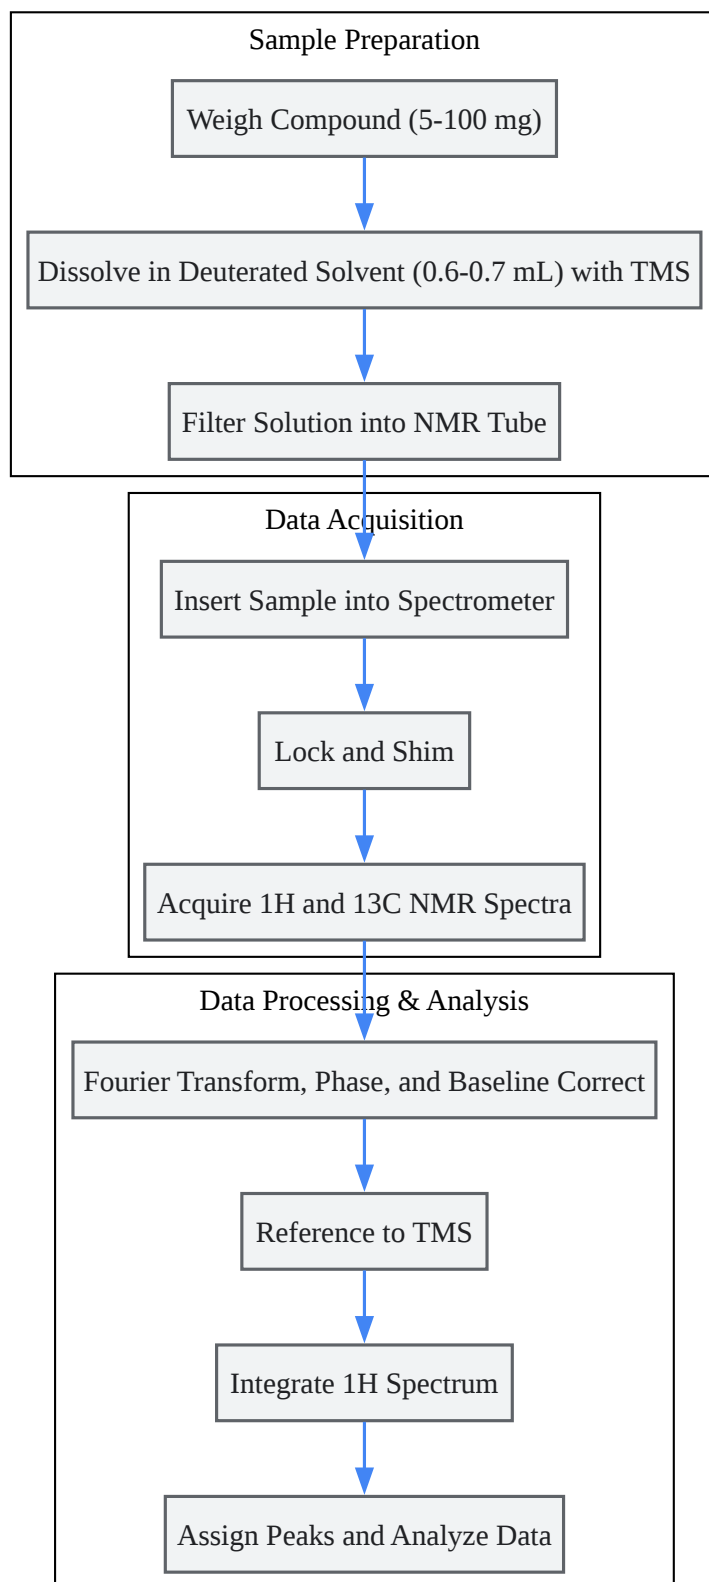 Sample Preparation
Weigh Compound (5-100 mg)
Dissolve in Deuterated Solvent (0.6-0.7 mL) with TMS
Filter Solution into NMR Tube
Data Acquisition
Insert Sample into Spectrometer
Lock and Shim
Acquire 1H and 13C NMR Spectra
Data Processing & Analysis
Fourier Transform, Phase, and Baseline Correct
Reference to TMS
Integrate 1H Spectrum
Assign Peaks and Analyze Data